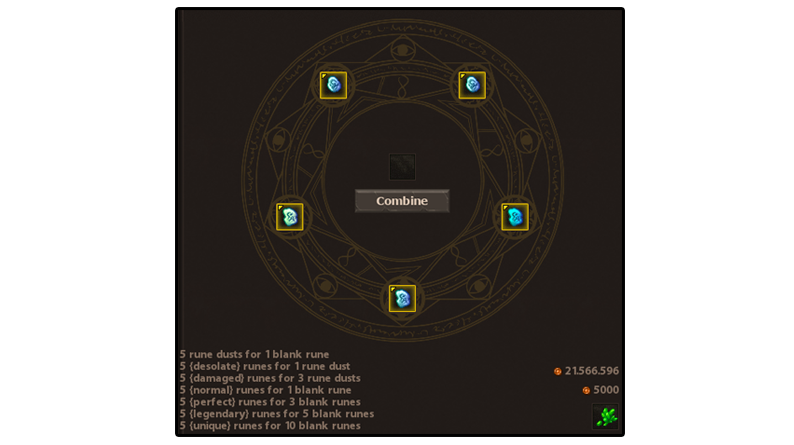 Combine
5 rune dusts for 1 blank rune
5 {desolate} runes for 1 rune dust
5 {damaged} runes for 3 rune dusts
5 {normal} runes for 1 blank rune
5 {perfect} runes for 3 blank runes
5 {legendary} runes for 5 blank runes
5 {unique} runes for 10 blank runes
21.566.596
5000